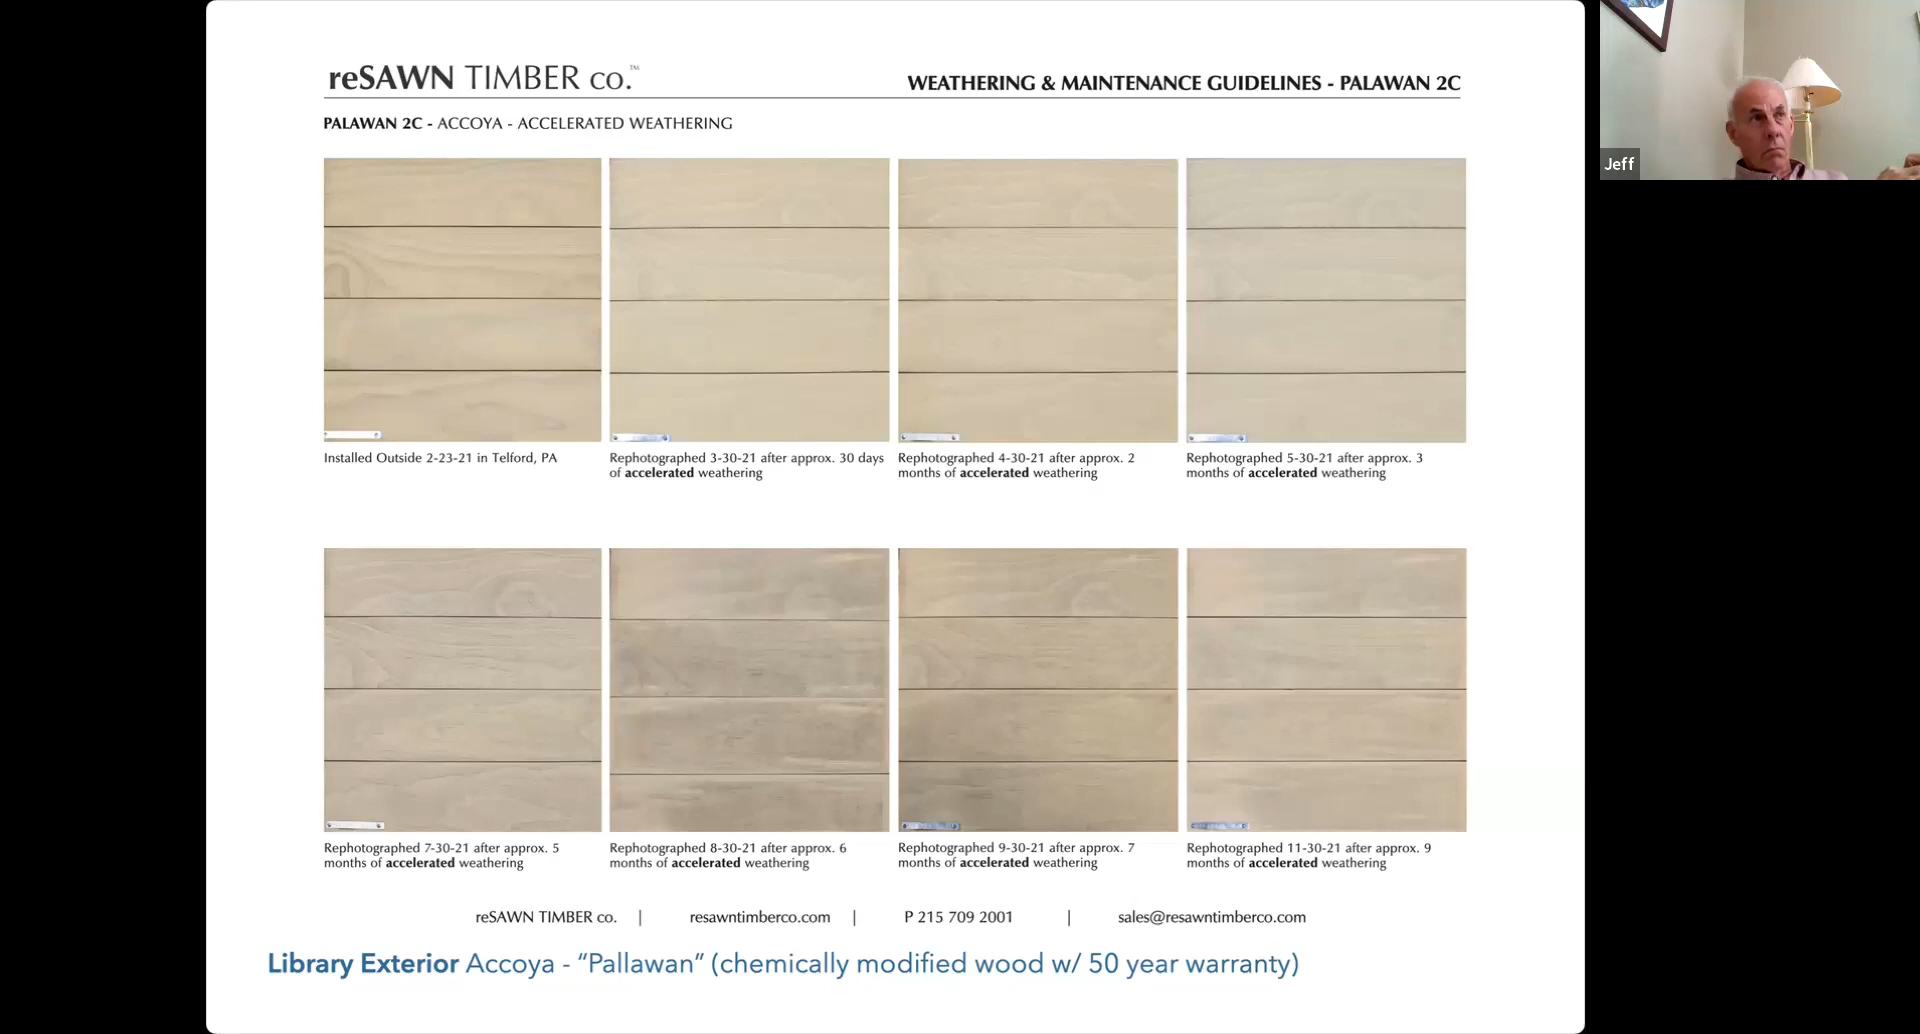 reSAWN TIMBER co.™
WEATHERING & MAINTENANCE GUIDELINES - PALAWAN 2C
PALAWAN 2C - ACCOYA - ACCELERATED WEATHERING
Jeff
Installed Outside 2-23-21 in Telford, PA
Rephotographed 3-30-21 after approx. 30 days
of accelerated weathering
Rephotographed 4-30-21 after approx. 2
months of accelerated weathering
Rephotographed 5-30-21 after approx. 3
months of accelerated weathering
Rephotographed 7-30-21 after approx. 5
months of accelerated weathering
Rephotographed 8-30-21 after approx. 6
months of accelerated weathering
Rephotographed 9-30-21 after approx. 7
months of accelerated weathering
Rephotographed 11-30-21 after approx. 9
months of accelerated weathering
reSAWN TIMBER co. | resawntimberco.com | P 215 709 2001 | sales@resawntimberco.com
Library Exterior Accoya - “Pallawan” (chemically modified wood w/ 50 year warranty)